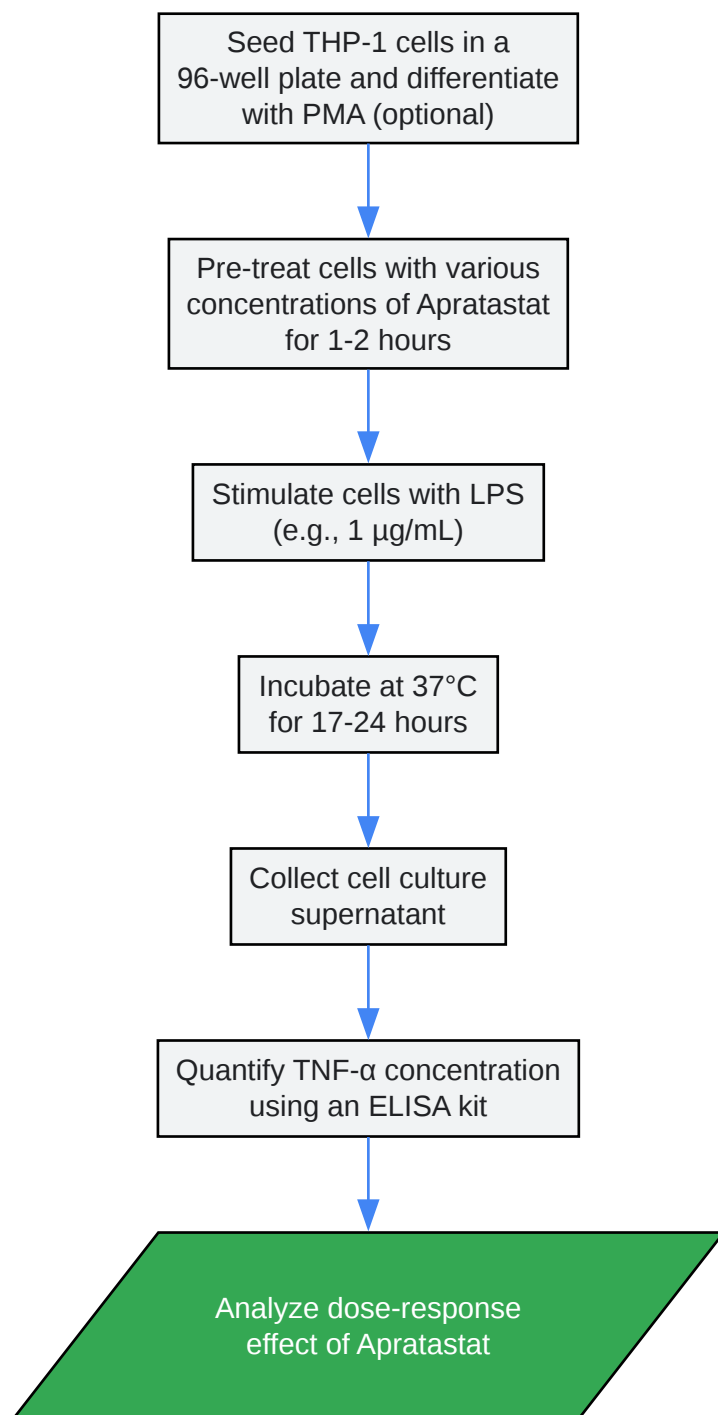 Seed THP-1 cells in a
96-well plate and differentiate
with PMA (optional)
Pre-treat cells with various
concentrations of Apratastat
for 1-2 hours
Stimulate cells with LPS
(e.g., 1 µg/mL)
Incubate at 37°C
for 17-24 hours
Collect cell culture
supernatant
Quantify TNF-α concentration
using an ELISA kit
Analyze dose-response
effect of Apratastat